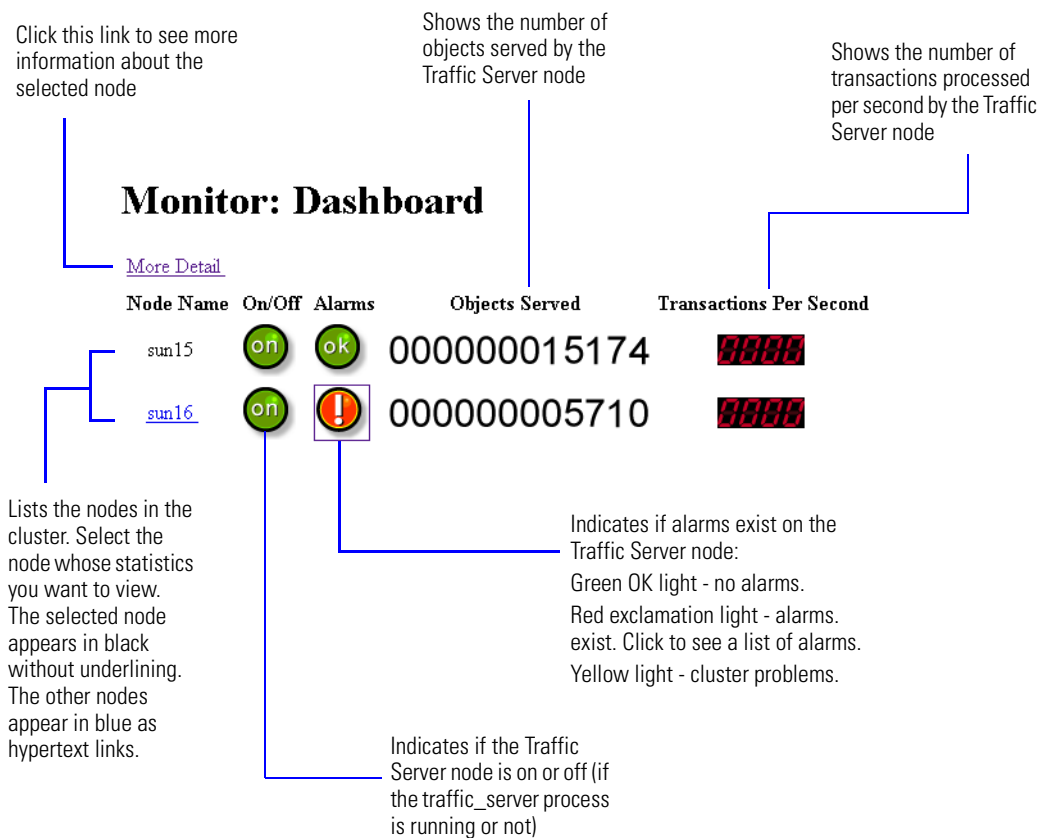 Click this link to see more
information about the
selected node
Shows the number of
objects served by the
Traffic Server node
Shows the number of
transactions processed
per second by the Traffic
Server node
Monitor: Dashboard
More Detail
Node Name On/Off Alarms Objects Served Transactions Per Second
sun15 on ok 000000015174 0000
sun16 on ! 000000005710 0000
Lists the nodes in the
cluster. Select the
node whose statistics
you want to view.
The selected node
appears in black
without underlining.
The other nodes
appear in blue as
hypertext links.
Indicates if alarms exist on the
Traffic Server node:
Green OK light - no alarms.
Red exclamation light - alarms.
exist. Click to see a list of alarms.
Yellow light - cluster problems.
Indicates if the Traffic
Server node is on or off (if
the traffic_server process
is running or not)